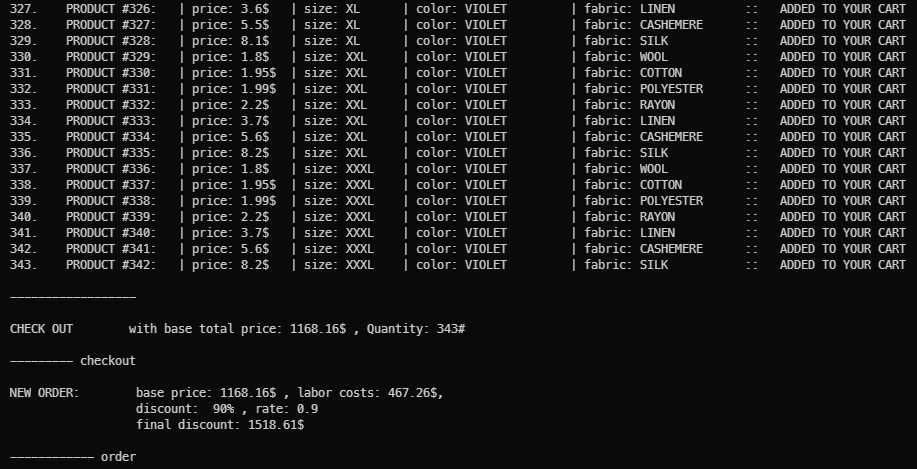 327.    PRODUCT #326:   | price: 3.6$   | size: XL      | color: VIOLET         | fabric: LINEN          ::   ADDED TO YOUR CART
328.    PRODUCT #327:   | price: 5.5$   | size: XL      | color: VIOLET         | fabric: CASHEMERE      ::   ADDED TO YOUR CART
329.    PRODUCT #328:   | price: 8.1$   | size: XL      | color: VIOLET         | fabric: SILK           ::   ADDED TO YOUR CART
330.    PRODUCT #329:   | price: 1.8$   | size: XXL     | color: VIOLET         | fabric: WOOL           ::   ADDED TO YOUR CART
331.    PRODUCT #330:   | price: 1.95$  | size: XXL     | color: VIOLET         | fabric: COTTON         ::   ADDED TO YOUR CART
332.    PRODUCT #331:   | price: 1.99$  | size: XXL     | color: VIOLET         | fabric: POLYESTER      ::   ADDED TO YOUR CART
333.    PRODUCT #332:   | price: 2.2$   | size: XXL     | color: VIOLET         | fabric: RAYON          ::   ADDED TO YOUR CART
334.    PRODUCT #333:   | price: 3.7$   | size: XXL     | color: VIOLET         | fabric: LINEN          ::   ADDED TO YOUR CART
335.    PRODUCT #334:   | price: 5.6$   | size: XXL     | color: VIOLET         | fabric: CASHEMERE      ::   ADDED TO YOUR CART
336.    PRODUCT #335:   | price: 8.2$   | size: XXL     | color: VIOLET         | fabric: SILK           ::   ADDED TO YOUR CART
337.    PRODUCT #336:   | price: 1.8$   | size: XXXL    | color: VIOLET         | fabric: WOOL           ::   ADDED TO YOUR CART
338.    PRODUCT #337:   | price: 1.95$  | size: XXXL    | color: VIOLET         | fabric: COTTON         ::   ADDED TO YOUR CART
339.    PRODUCT #338:   | price: 1.99$  | size: XXXL    | color: VIOLET         | fabric: POLYESTER      ::   ADDED TO YOUR CART
340.    PRODUCT #339:   | price: 2.2$   | size: XXXL    | color: VIOLET         | fabric: RAYON          ::   ADDED TO YOUR CART
341.    PRODUCT #340:   | price: 3.7$   | size: XXXL    | color: VIOLET         | fabric: LINEN          ::   ADDED TO YOUR CART
342.    PRODUCT #341:   | price: 5.6$   | size: XXXL    | color: VIOLET         | fabric: CASHEMERE      ::   ADDED TO YOUR CART
343.    PRODUCT #342:   | price: 8.2$   | size: XXXL    | color: VIOLET         | fabric: SILK           ::   ADDED TO YOUR CART
------------------
CHECK OUT        with base total price: 1168.16$ , Quantity: 343#
--------- checkout
NEW ORDER:        base price: 1168.16$ , labor costs: 467.26$,
discount:  90% , rate: 0.9
final discount: 1518.61$
------------ order